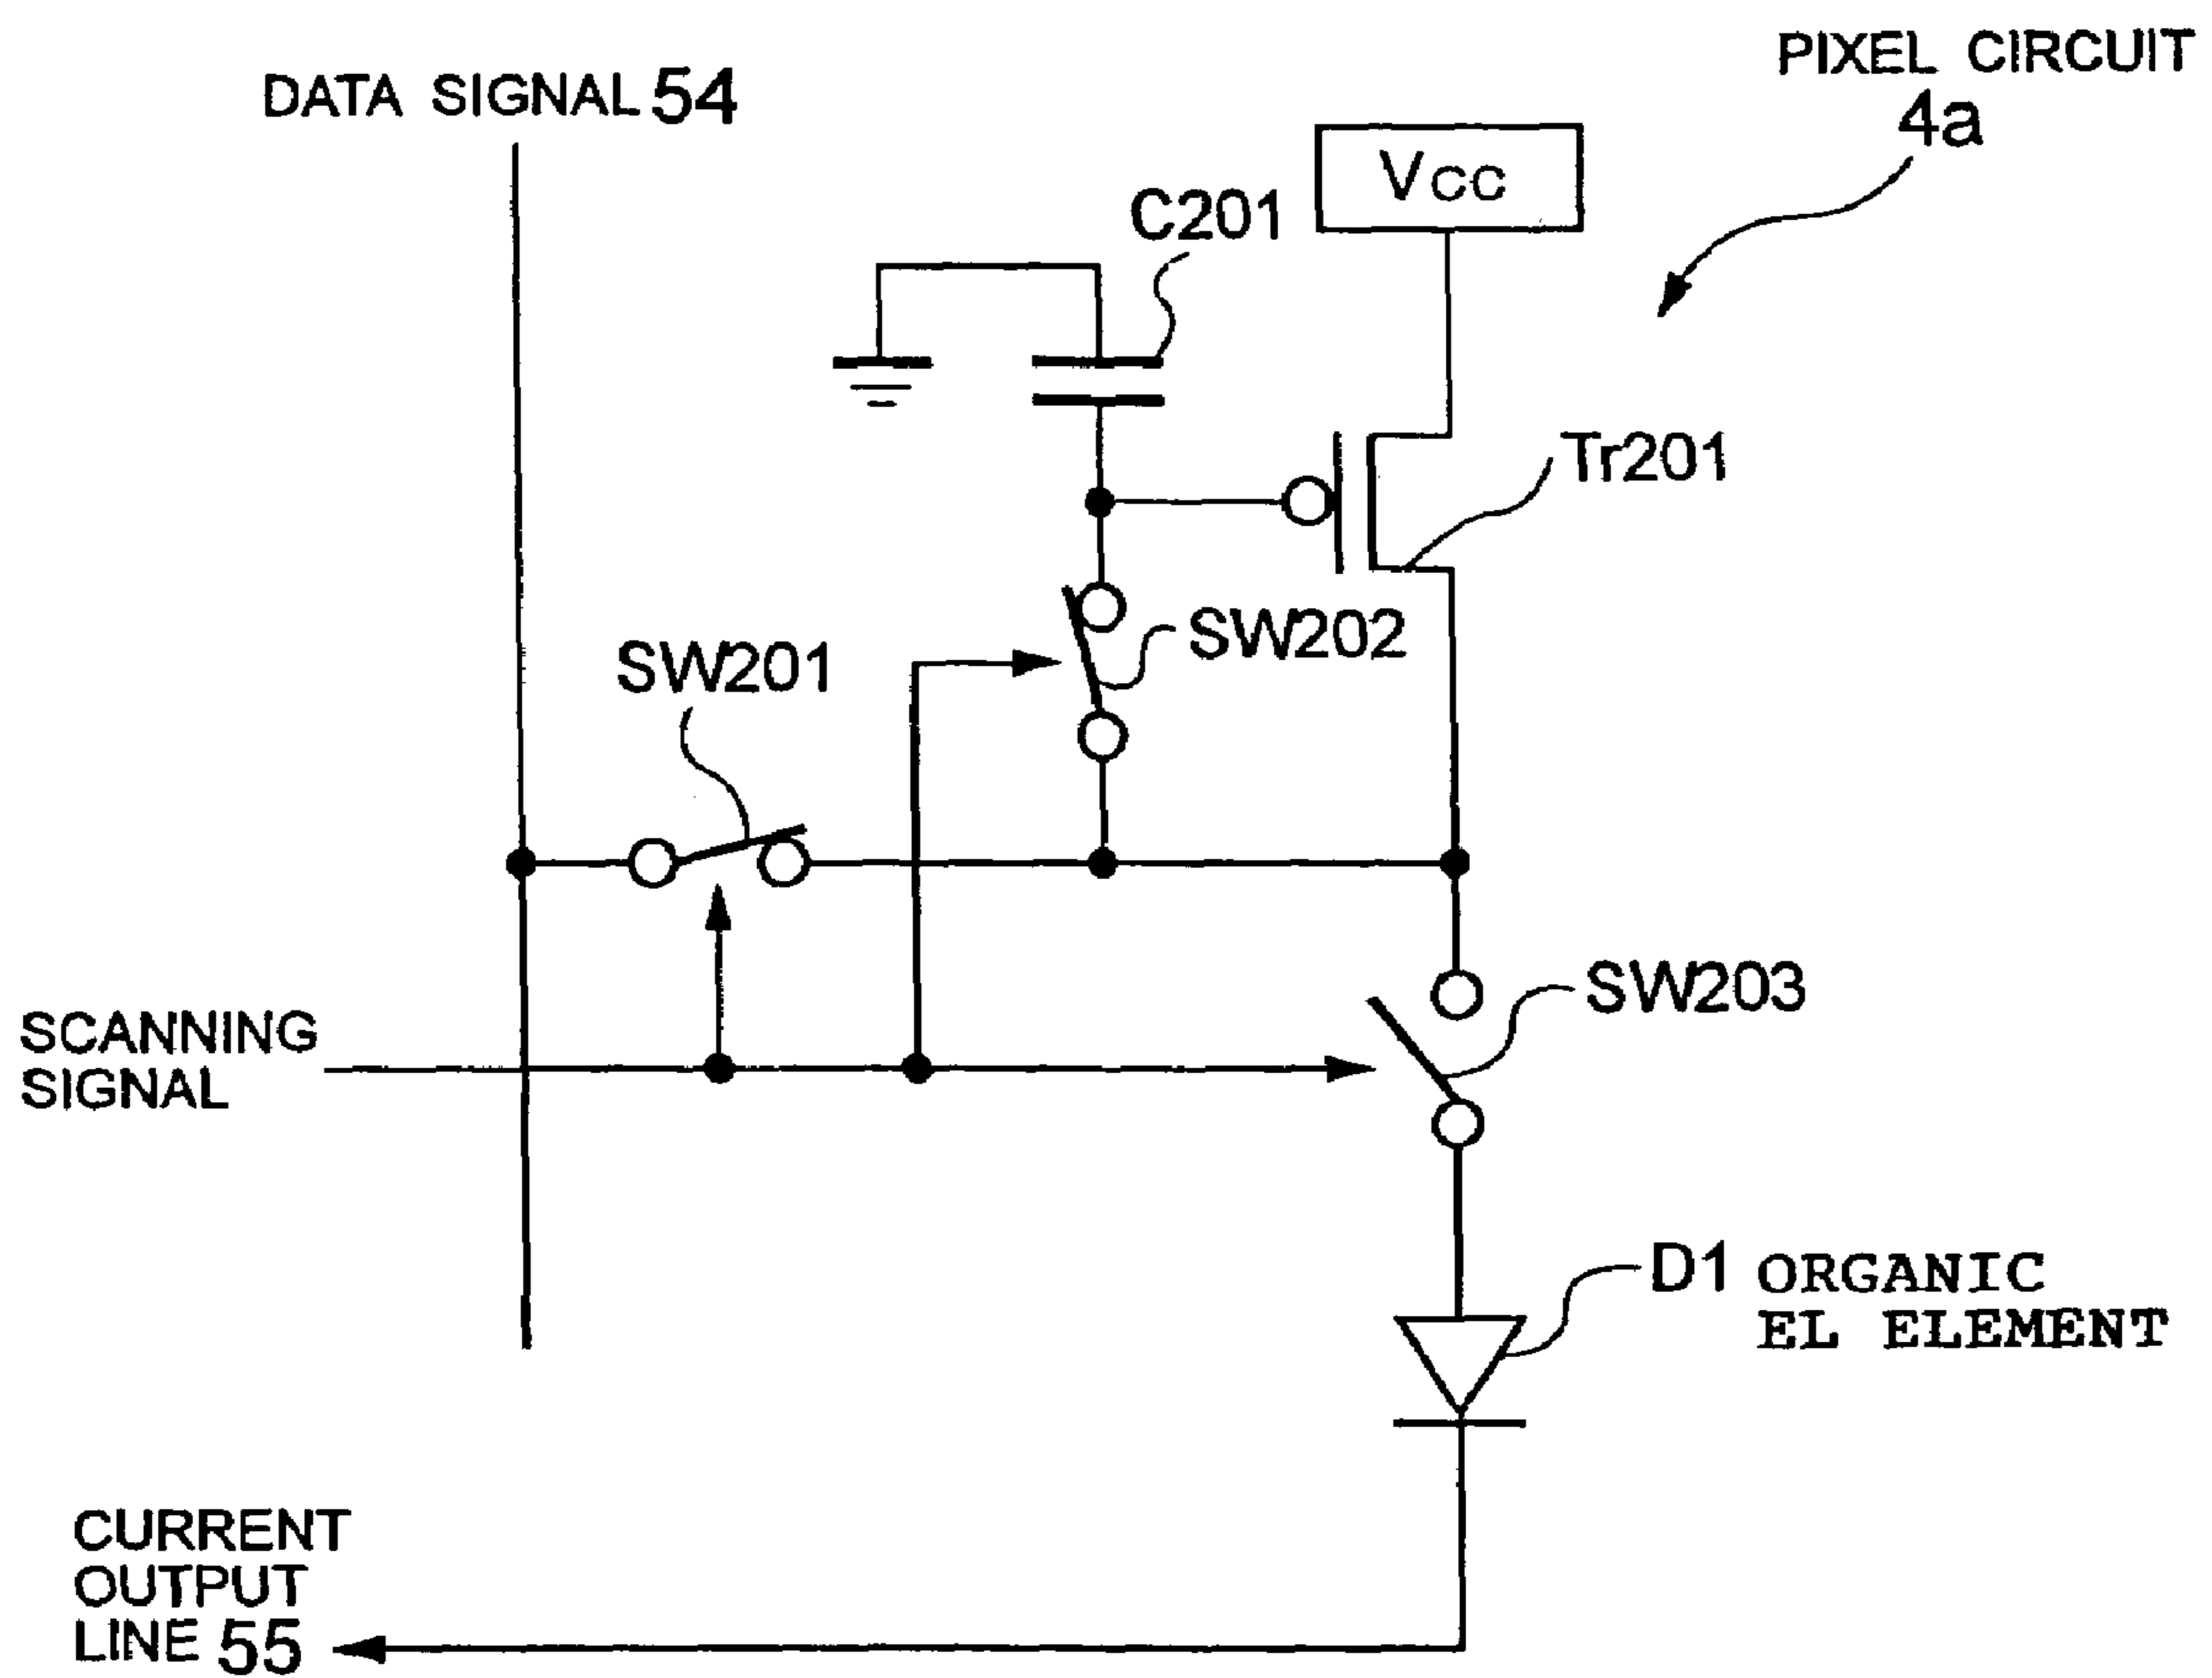 PIXEL CIRCUIT
4a
DATA SIGNAL 54
Vcc
C201
Tr201
SW202
SW201
SW203
SCANNING
SIGNAL
D1 ORGANIC
EL ELEMENT
CURRENT
OUTPUT
LINE 55